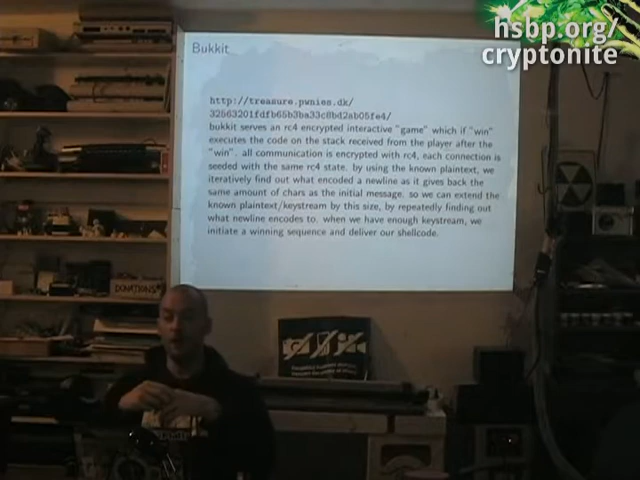 hsbp.org/
cryptonite
Bukkit
http://treasure.pwnies.dk/
bukkit serves an rc4 encrypted interactive "game" which if "win"
executes the code on the stack received from the player after the
"win". all communication is encrypted with rc4, each connection is
seeded with the same rc4 state. by using the known plaintext, we
iteratively find out what encoded a newline as it gives back the
same amount of chars as the initial message. so we can extend the
known plaintext/keystream by this size, by repeatedly finding out
what newline encodes to. when we have enough keystream, we
initiate a winning sequence and deliver our shellcode.
DONATIONS